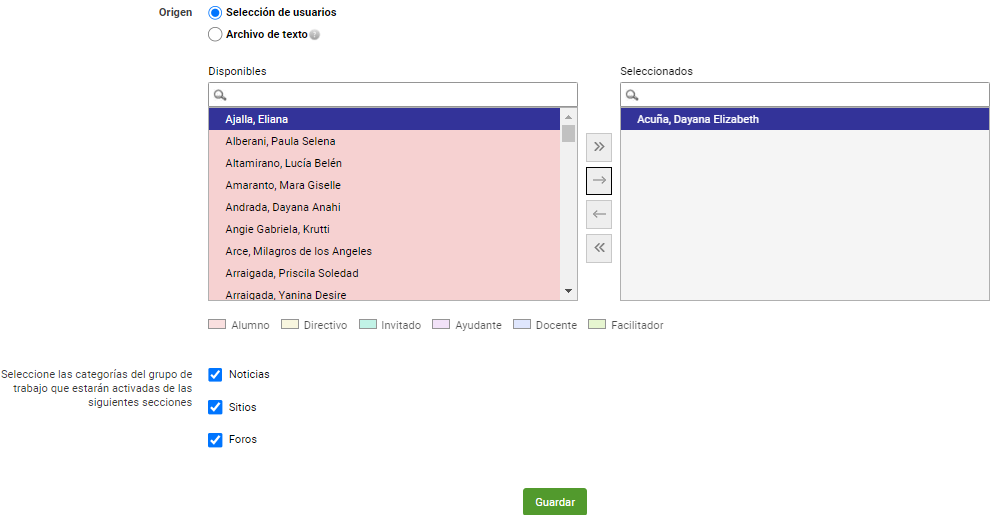 Origen
Selección de usuarios
Archivo de texto
Disponibles
Seleccionados
Ajalla, Eliana
Alberani, Paula Selena
Altamirano, Lucía Belén
Amaranto, Mara Giselle
Andrada, Dayana Anahi
Angie Gabriela, Krutti
Arce, Milagros de los Angeles
Arraigada, Priscila Soledad
Arraigada, Yanina Desire
Acuña, Dayana Elizabeth
Alumno Directivo Invitado Ayudante Docente Facilitador
Seleccione las categorías del grupo de
trabajo que estarán activadas de las
siguientes secciones
Noticias
Sitios
Foros
Guardar